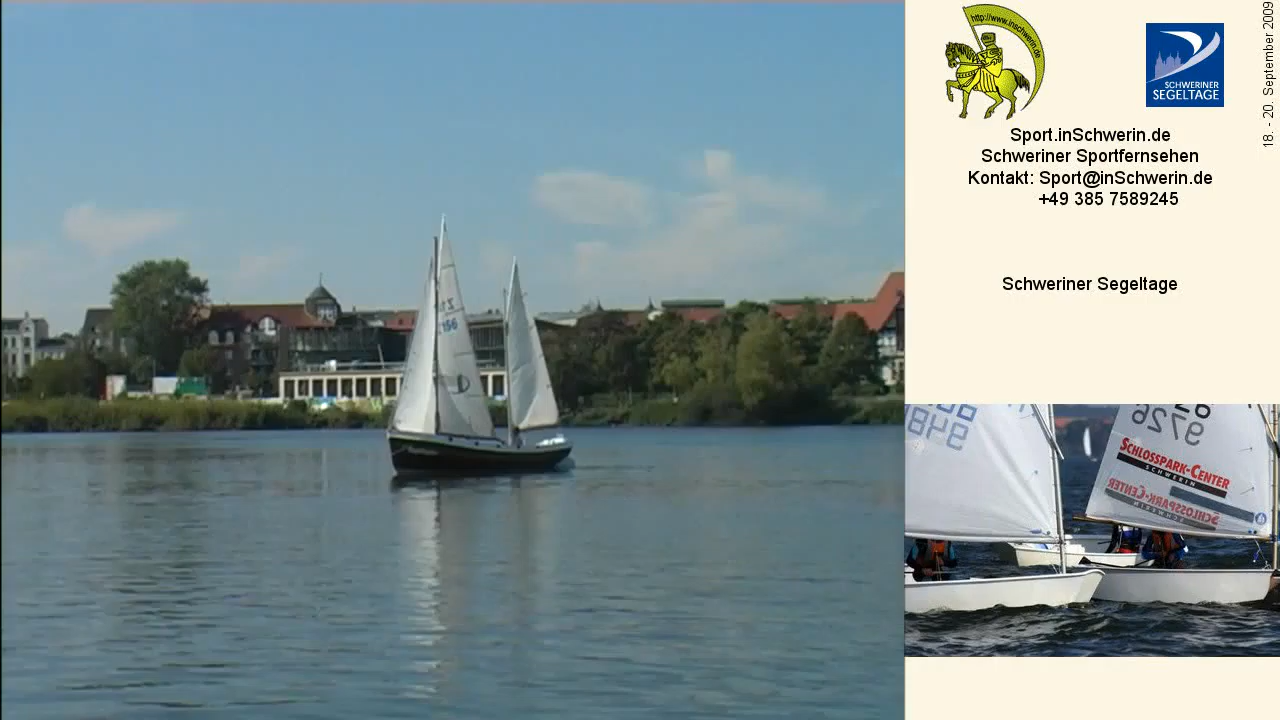 http://www.inschwerin.de
SCHWERINER
SEGELTAGE
18. - 20. September 2009
Sport.inSchwerin.de
Schweriner Sportfernsehen
Kontakt: Sport@inSchwerin.de
+49 385 7589245
Schweriner Segeltage
156
9726
SCHLOSSPARK-CENTER
SCHWERIN